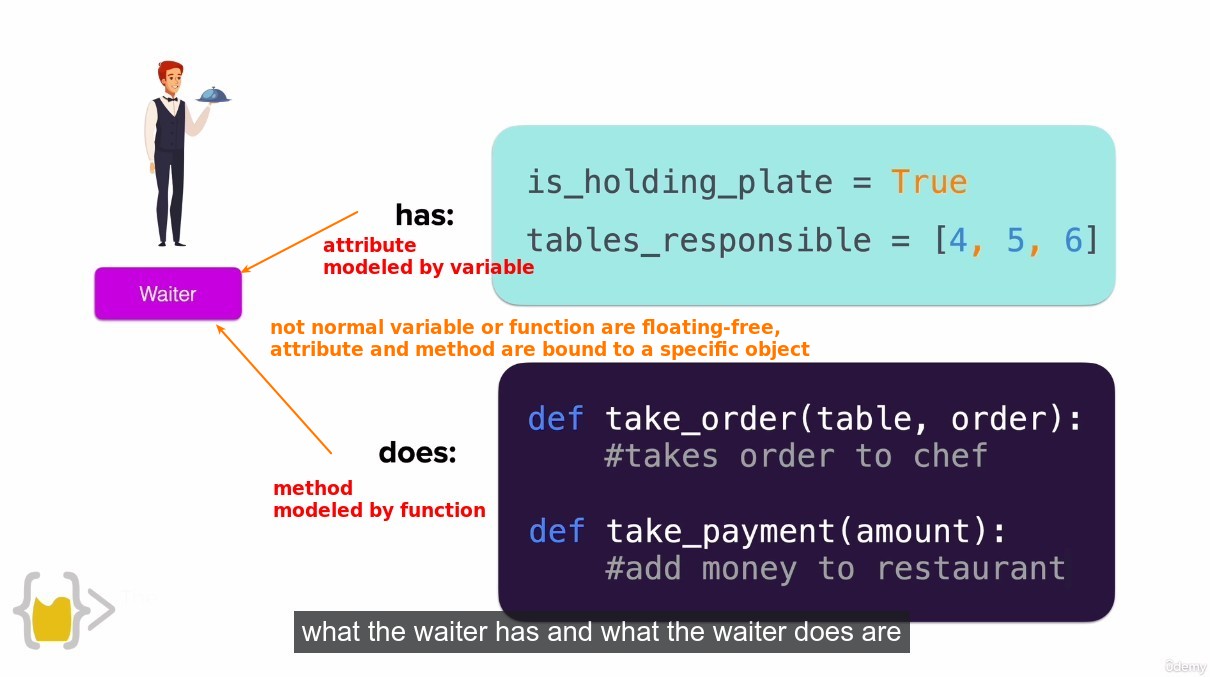 has:
attribute
modeled by variable
is_holding_plate = True
tables_responsible = [4, 5, 6]
Waiter
not normal variable or function are floating-free,
attribute and method are bound to a specific object
does:
method
modeled by function
def take_order(table, order):
#takes order to chef
def take_payment(amount):
#add money to restaurant
what the waiter has and what the waiter does are
ûdemy